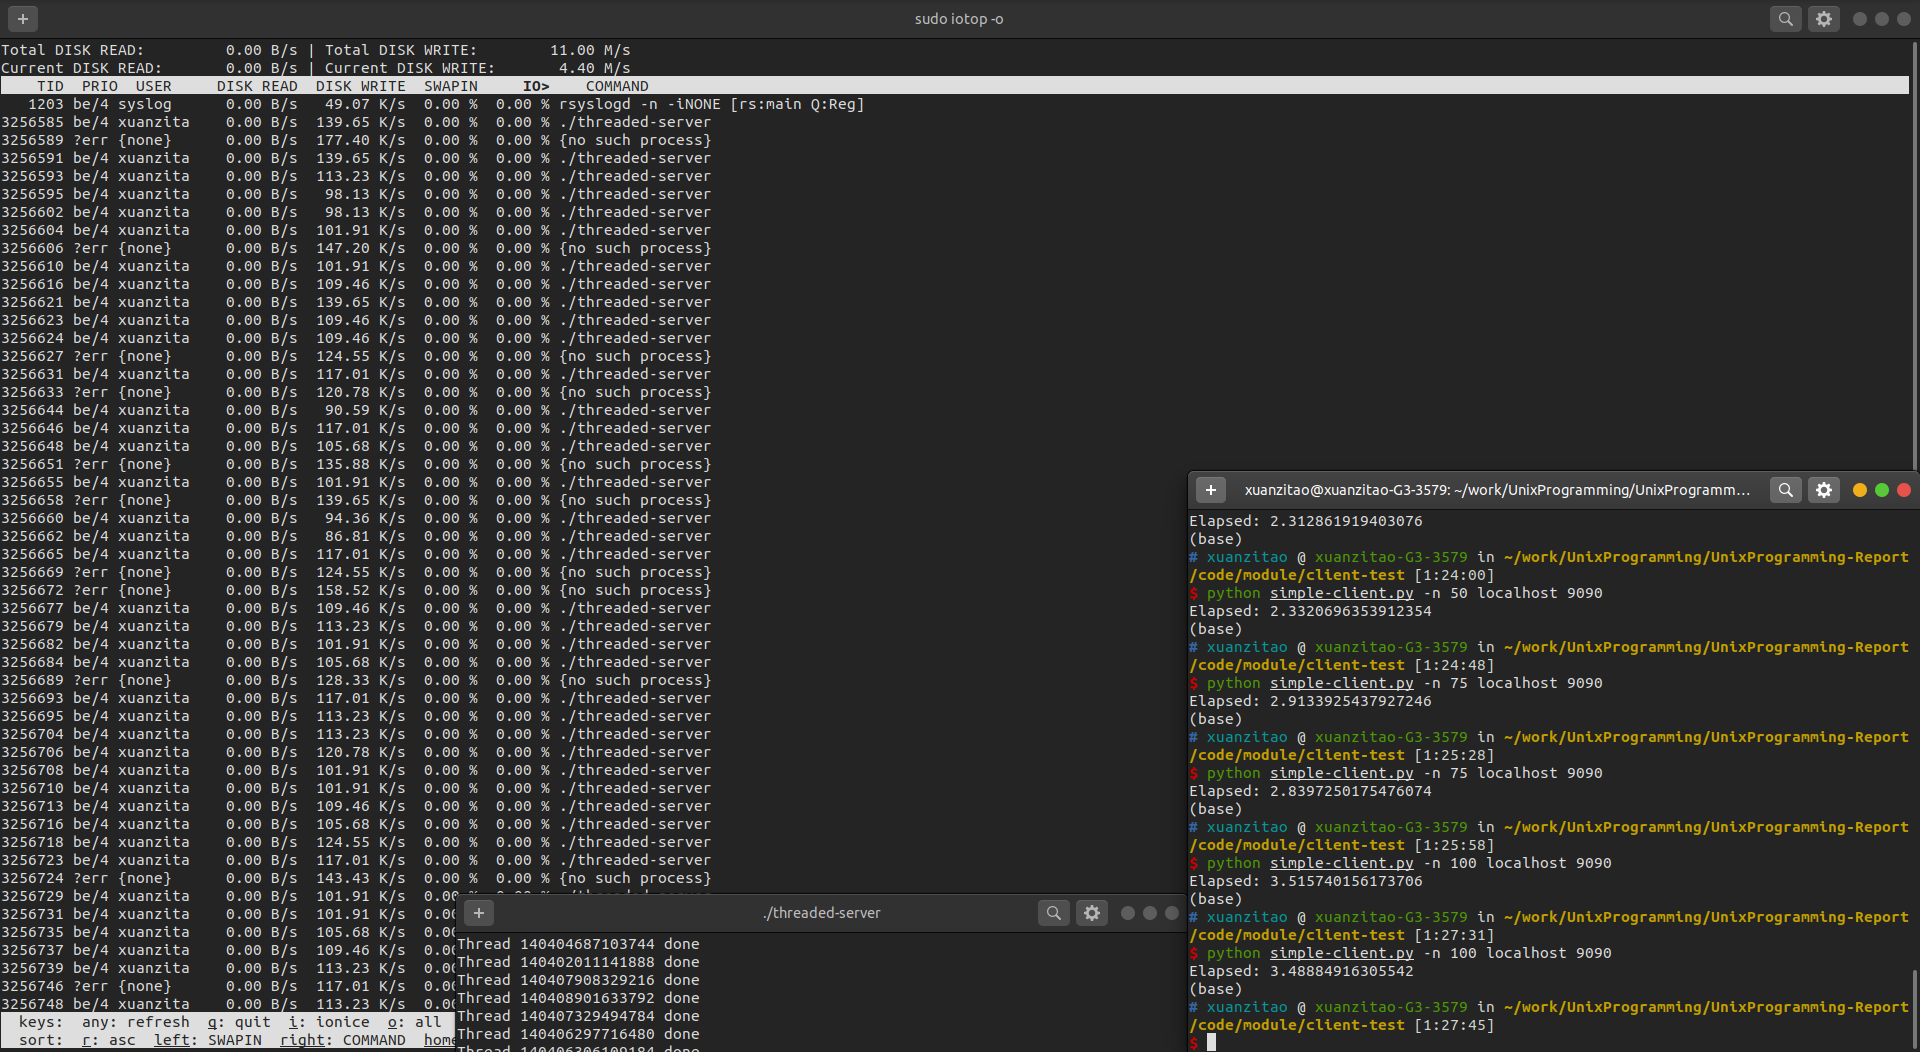 sudo iotop -o
Total DISK READ:         0.00 B/s | Total DISK WRITE:        11.00 M/s
Current DISK READ:       0.00 B/s | Current DISK WRITE:       4.40 M/s
TID  PRIO  USER     DISK READ  DISK WRITE  SWAPIN     IO>    COMMAND
1203 be/4 syslog      0.00 B/s   49.07 K/s  0.00 %  0.00 % rsyslogd -n -iNONE [rs:main Q:Reg]
3256585 be/4 xuanzita    0.00 B/s  139.65 K/s  0.00 %  0.00 % ./threaded-server
3256589 ?err {none}      0.00 B/s  177.40 K/s  0.00 %  0.00 % {no such process}
3256591 be/4 xuanzita    0.00 B/s  139.65 K/s  0.00 %  0.00 % ./threaded-server
3256593 be/4 xuanzita    0.00 B/s  113.23 K/s  0.00 %  0.00 % ./threaded-server
3256595 be/4 xuanzita    0.00 B/s   98.13 K/s  0.00 %  0.00 % ./threaded-server
3256602 be/4 xuanzita    0.00 B/s   98.13 K/s  0.00 %  0.00 % ./threaded-server
3256604 be/4 xuanzita    0.00 B/s  101.91 K/s  0.00 %  0.00 % ./threaded-server
3256606 ?err {none}      0.00 B/s  147.20 K/s  0.00 %  0.00 % {no such process}
3256610 be/4 xuanzita    0.00 B/s  101.91 K/s  0.00 %  0.00 % ./threaded-server
3256616 be/4 xuanzita    0.00 B/s  109.46 K/s  0.00 %  0.00 % ./threaded-server
3256621 be/4 xuanzita    0.00 B/s  139.65 K/s  0.00 %  0.00 % ./threaded-server
3256623 be/4 xuanzita    0.00 B/s  109.46 K/s  0.00 %  0.00 % ./threaded-server
3256624 be/4 xuanzita    0.00 B/s  109.46 K/s  0.00 %  0.00 % ./threaded-server
3256627 ?err {none}      0.00 B/s  124.55 K/s  0.00 %  0.00 % {no such process}
3256631 be/4 xuanzita    0.00 B/s  117.01 K/s  0.00 %  0.00 % ./threaded-server
3256633 ?err {none}      0.00 B/s  120.78 K/s  0.00 %  0.00 % {no such process}
3256644 be/4 xuanzita    0.00 B/s   90.59 K/s  0.00 %  0.00 % ./threaded-server
3256646 be/4 xuanzita    0.00 B/s  117.01 K/s  0.00 %  0.00 % ./threaded-server
3256648 be/4 xuanzita    0.00 B/s  105.68 K/s  0.00 %  0.00 % ./threaded-server
3256651 ?err {none}      0.00 B/s  135.88 K/s  0.00 %  0.00 % {no such process}
3256655 be/4 xuanzita    0.00 B/s  101.91 K/s  0.00 %  0.00 % ./threaded-server
3256658 ?err {none}      0.00 B/s  139.65 K/s  0.00 %  0.00 % {no such process}
3256660 be/4 xuanzita    0.00 B/s   94.36 K/s  0.00 %  0.00 % ./threaded-server
3256662 be/4 xuanzita    0.00 B/s   86.81 K/s  0.00 %  0.00 % ./threaded-server
3256665 be/4 xuanzita    0.00 B/s  117.01 K/s  0.00 %  0.00 % ./threaded-server
3256669 ?err {none}      0.00 B/s  124.55 K/s  0.00 %  0.00 % {no such process}
3256672 ?err {none}      0.00 B/s  158.52 K/s  0.00 %  0.00 % {no such process}
3256677 be/4 xuanzita    0.00 B/s  109.46 K/s  0.00 %  0.00 % ./threaded-server
3256679 be/4 xuanzita    0.00 B/s  113.23 K/s  0.00 %  0.00 % ./threaded-server
3256682 be/4 xuanzita    0.00 B/s  101.91 K/s  0.00 %  0.00 % ./threaded-server
3256684 be/4 xuanzita    0.00 B/s  105.68 K/s  0.00 %  0.00 % ./threaded-server
3256689 ?err {none}      0.00 B/s  128.33 K/s  0.00 %  0.00 % {no such process}
3256693 be/4 xuanzita    0.00 B/s  117.01 K/s  0.00 %  0.00 % ./threaded-server
3256695 be/4 xuanzita    0.00 B/s  113.23 K/s  0.00 %  0.00 % ./threaded-server
3256704 be/4 xuanzita    0.00 B/s  113.23 K/s  0.00 %  0.00 % ./threaded-server
3256706 be/4 xuanzita    0.00 B/s  120.78 K/s  0.00 %  0.00 % ./threaded-server
3256708 be/4 xuanzita    0.00 B/s  101.91 K/s  0.00 %  0.00 % ./threaded-server
3256710 be/4 xuanzita    0.00 B/s  101.91 K/s  0.00 %  0.00 % ./threaded-server
3256713 be/4 xuanzita    0.00 B/s  109.46 K/s  0.00 %  0.00 % ./threaded-server
3256716 be/4 xuanzita    0.00 B/s  105.68 K/s  0.00 %  0.00 % ./threaded-server
3256718 be/4 xuanzita    0.00 B/s  124.55 K/s  0.00 %  0.00 % ./threaded-server
3256723 be/4 xuanzita    0.00 B/s  117.01 K/s  0.00 %  0.00 % ./threaded-server
3256724 ?err {none}      0.00 B/s  143.43 K/s  0.00 %  0.00 % {no such process}
3256729 be/4 xuanzita    0.00 B/s  101.91 K/s  0.00
3256731 be/4 xuanzita    0.00 B/s  101.91 K/s  0.00
3256735 be/4 xuanzita    0.00 B/s  105.68 K/s  0.00
3256737 be/4 xuanzita    0.00 B/s  109.46 K/s  0.00
3256739 be/4 xuanzita    0.00 B/s  113.23 K/s  0.00
3256746 ?err {none}      0.00 B/s  117.01 K/s  0.00
3256748 be/4 xuanzita    0.00 B/s  113.23 K/s  0.00
keys:  any: refresh  q: quit  i: ionice  o: all
sort:  r: asc  left: SWAPIN  right: COMMAND  home
./threaded-server
Thread 140404687103744 done
Thread 140402011141888 done
Thread 140407908329216 done
Thread 140408901633792 done
Thread 140407329494784 done
Thread 140406297716480 done
Thread 140406306109184 done
xuanzitao@xuanzitao-G3-3579: ~/work/UnixProgramming/UnixProgramm...
Elapsed: 2.312861919403076
(base)
# xuanzitao @ xuanzitao-G3-3579 in ~/work/UnixProgramming/UnixProgramming-Report
/code/module/client-test [1:24:00]
$ python simple-client.py -n 50 localhost 9090
Elapsed: 2.3320696353912354
(base)
# xuanzitao @ xuanzitao-G3-3579 in ~/work/UnixProgramming/UnixProgramming-Report
/code/module/client-test [1:24:48]
$ python simple-client.py -n 75 localhost 9090
Elapsed: 2.9133925437927246
(base)
# xuanzitao @ xuanzitao-G3-3579 in ~/work/UnixProgramming/UnixProgramming-Report
/code/module/client-test [1:25:28]
$ python simple-client.py -n 75 localhost 9090
Elapsed: 2.8397250175476074
(base)
# xuanzitao @ xuanzitao-G3-3579 in ~/work/UnixProgramming/UnixProgramming-Report
/code/module/client-test [1:25:58]
$ python simple-client.py -n 100 localhost 9090
Elapsed: 3.515740156173706
(base)
# xuanzitao @ xuanzitao-G3-3579 in ~/work/UnixProgramming/UnixProgramming-Report
/code/module/client-test [1:27:31]
$ python simple-client.py -n 100 localhost 9090
Elapsed: 3.48884916305542
(base)
# xuanzitao @ xuanzitao-G3-3579 in ~/work/UnixProgramming/UnixProgramming-Report
/code/module/client-test [1:27:45]
$